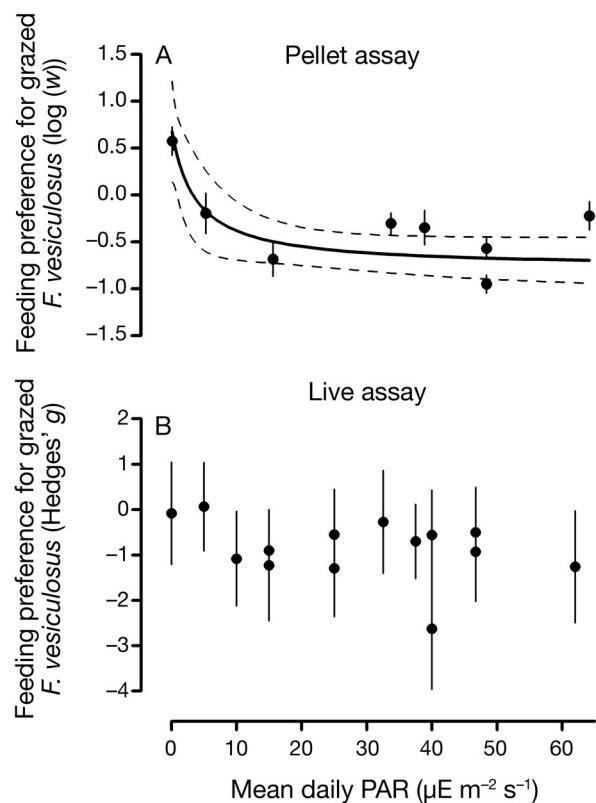 A
Pellet assay
Feeding preference for grazed
F. vesiculosus (log (w))
1.5
1.0
0.5
0.0
−0.5
−1.0
−1.5
B
Live assay
Feeding preference for grazed
F. vesiculosus (Hedges’ g)
2
1
0
−1
−2
−3
−4
0 10 20 30 40 50 60
Mean daily PAR (µE m⁻² s⁻¹)